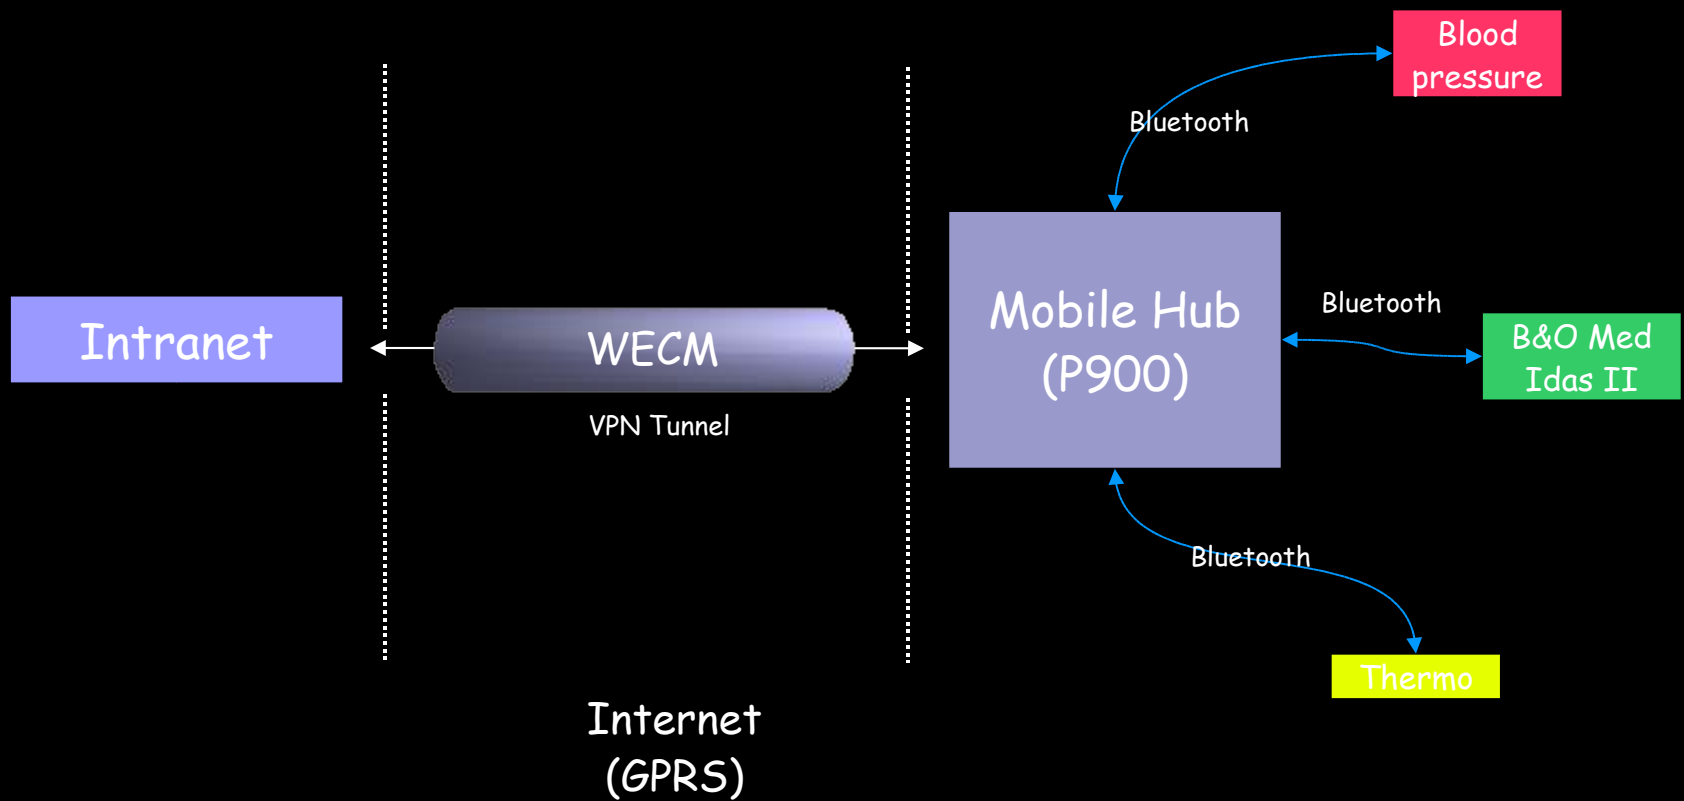 Blood
pressure
Bluetooth
Intranet
WECM
VPN Tunnel
Mobile Hub
(P900)
Bluetooth
B&O Med
Idas II
Bluetooth
Thermo
Internet
(GPRS)